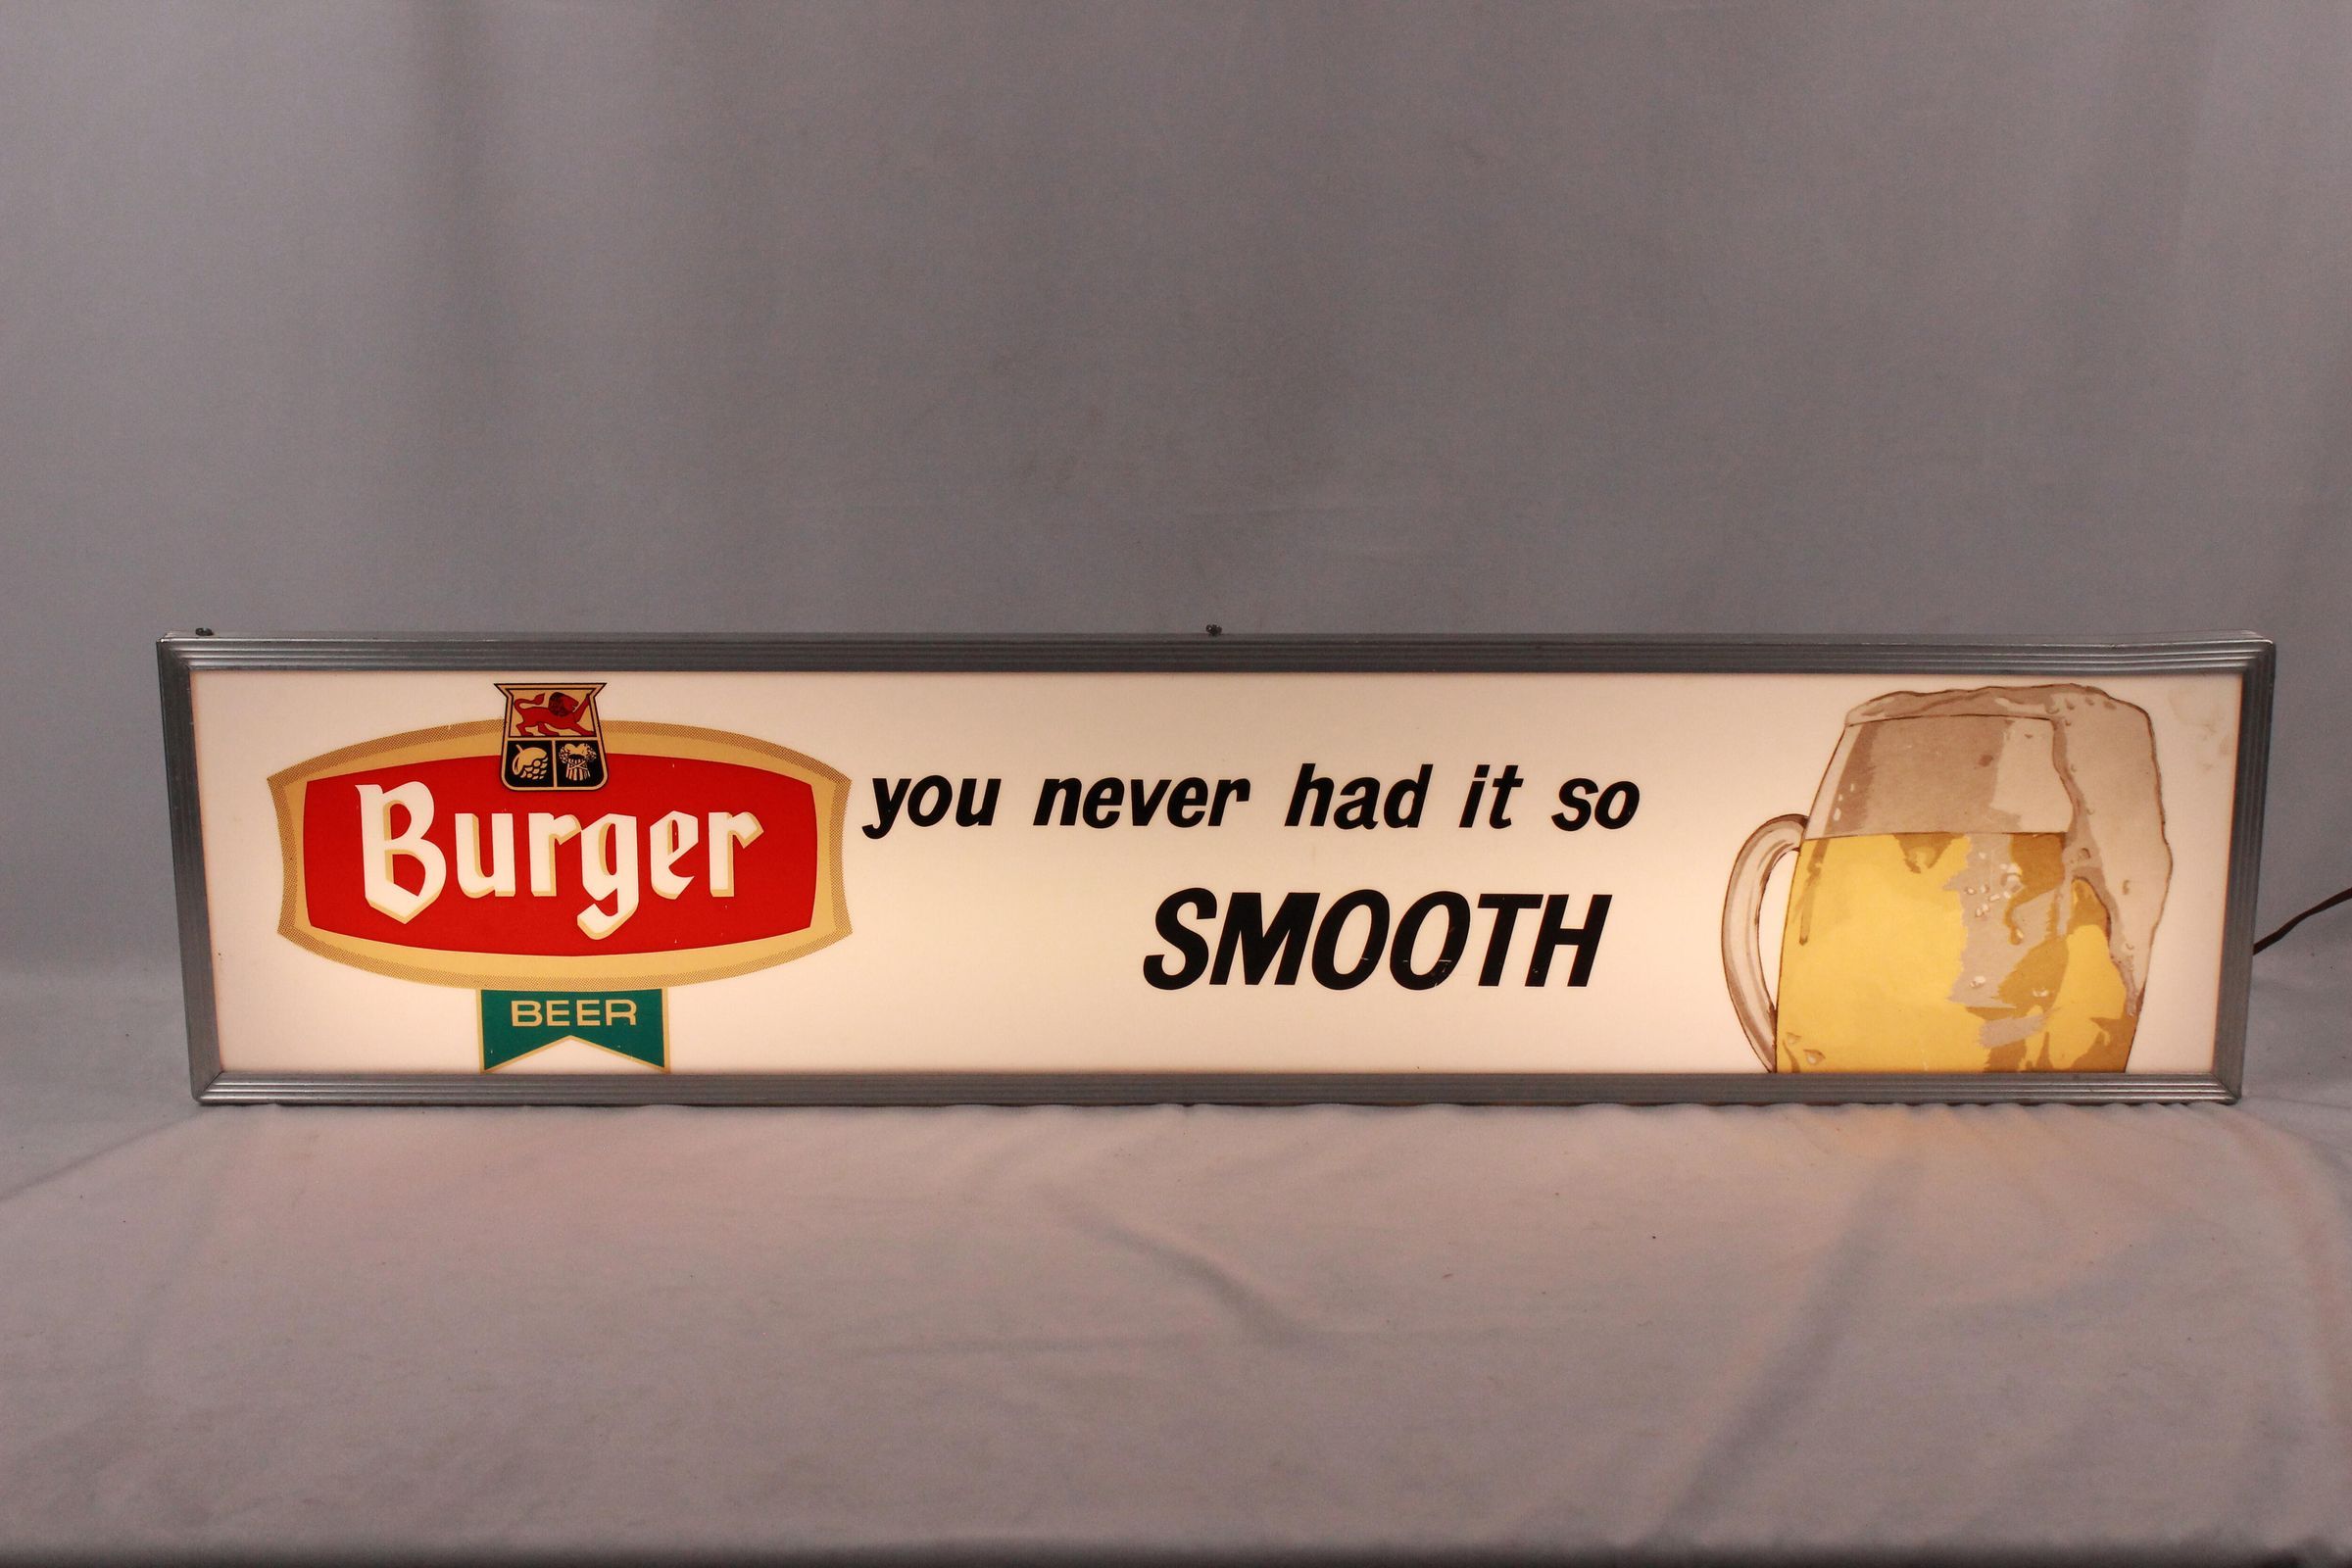 Burger
BEER
you never had it so
SMOOTH